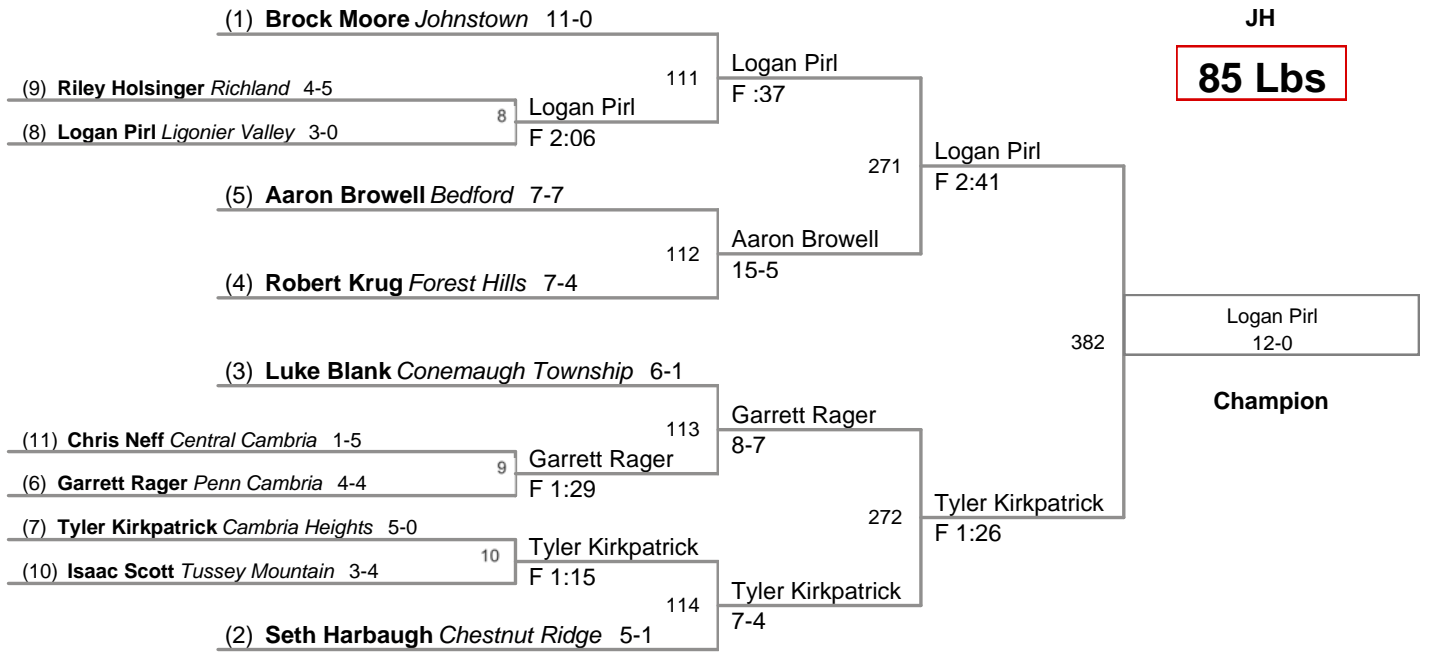 (1) Brock Moore Johnstown 11-0
JH
85 Lbs
Logan Pirl
111
F :37
(9) Riley Holsinger Richland 4-5
8
Logan Pirl
(8) Logan Pirl Ligonier Valley 3-0
F 2:06
Logan Pirl
271
F 2:41
(5) Aaron Browell Bedford 7-7
Aaron Browell
112
15-5
(4) Robert Krug Forest Hills 7-4
Logan Pirl
12-0
382
Champion
(3) Luke Blank Conemaugh Township 6-1
Garrett Rager
113
8-7
(11) Chris Neff Central Cambria 1-5
9
Garrett Rager
(6) Garrett Rager Penn Cambria 4-4
F 1:29
Tyler Kirkpatrick
272
F 1:26
(7) Tyler Kirkpatrick Cambria Heights 5-0
10
Tyler Kirkpatrick
(10) Isaac Scott Tussey Mountain 3-4
F 1:15
Tyler Kirkpatrick
114
7-4
(2) Seth Harbaugh Chestnut Ridge 5-1